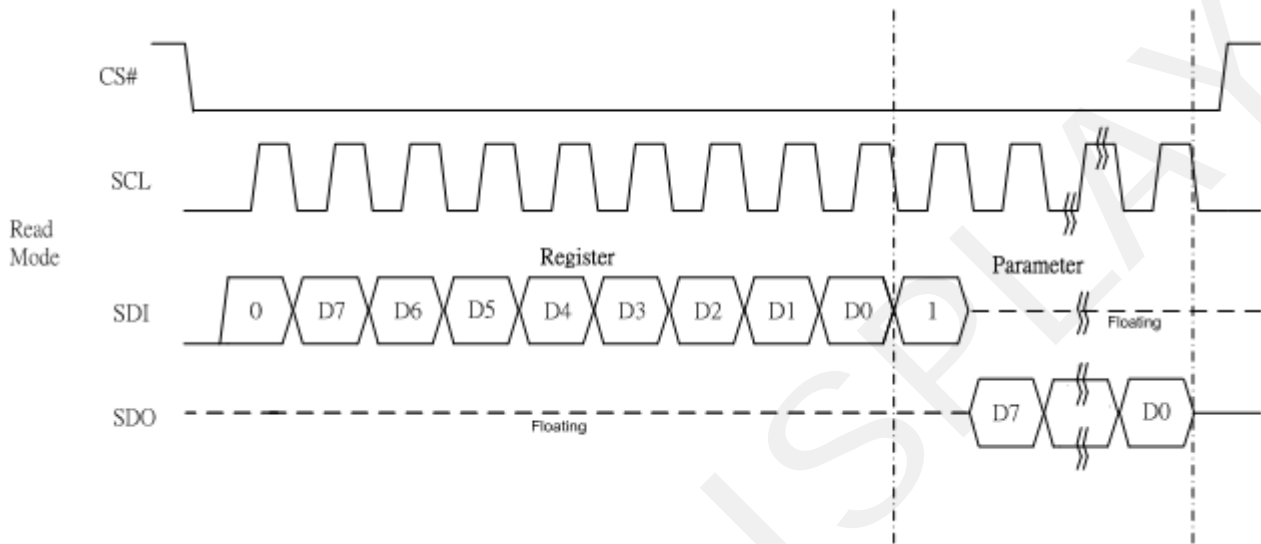 CS#
SCL
Read
Mode
Register
Parameter
SDI
0 D7 D6 D5 D4 D3 D2 D1 D0 1
Floating
SDO
Floating
D7 D0
ISPLAY